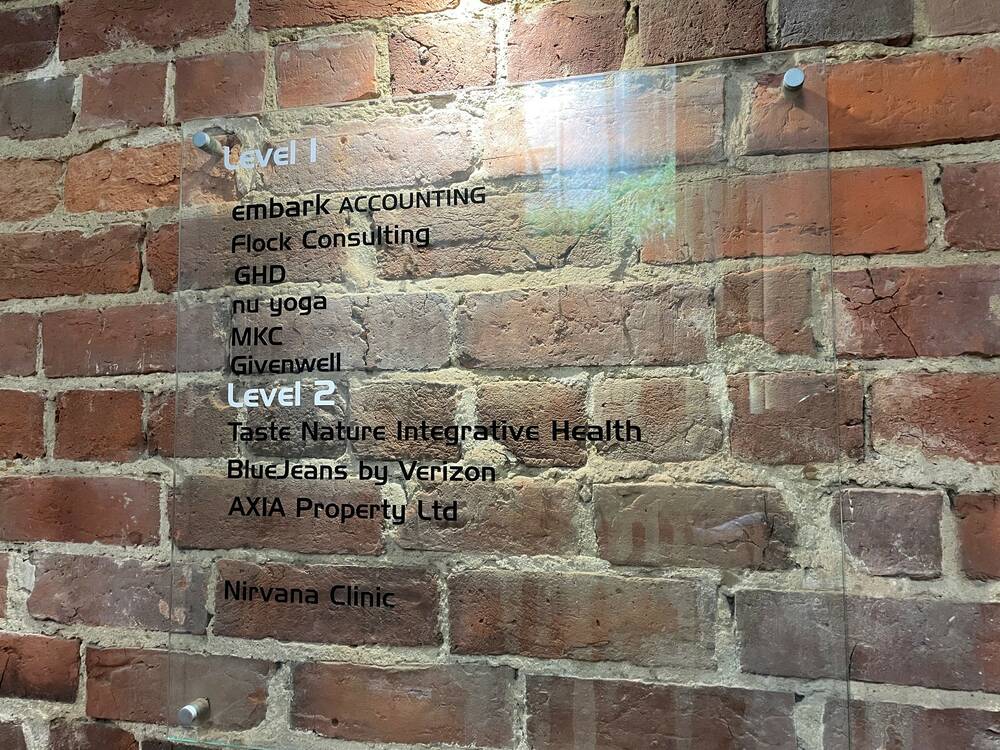 Level 1
embark ACCOUNTING
Flock Consulting
GHD
nu yoga
MKC
Givenwell
Level 2
Taste Nature Integrative Health
BlueJeans by Verizon
AXIA Property Ltd
Nirvana Clinic